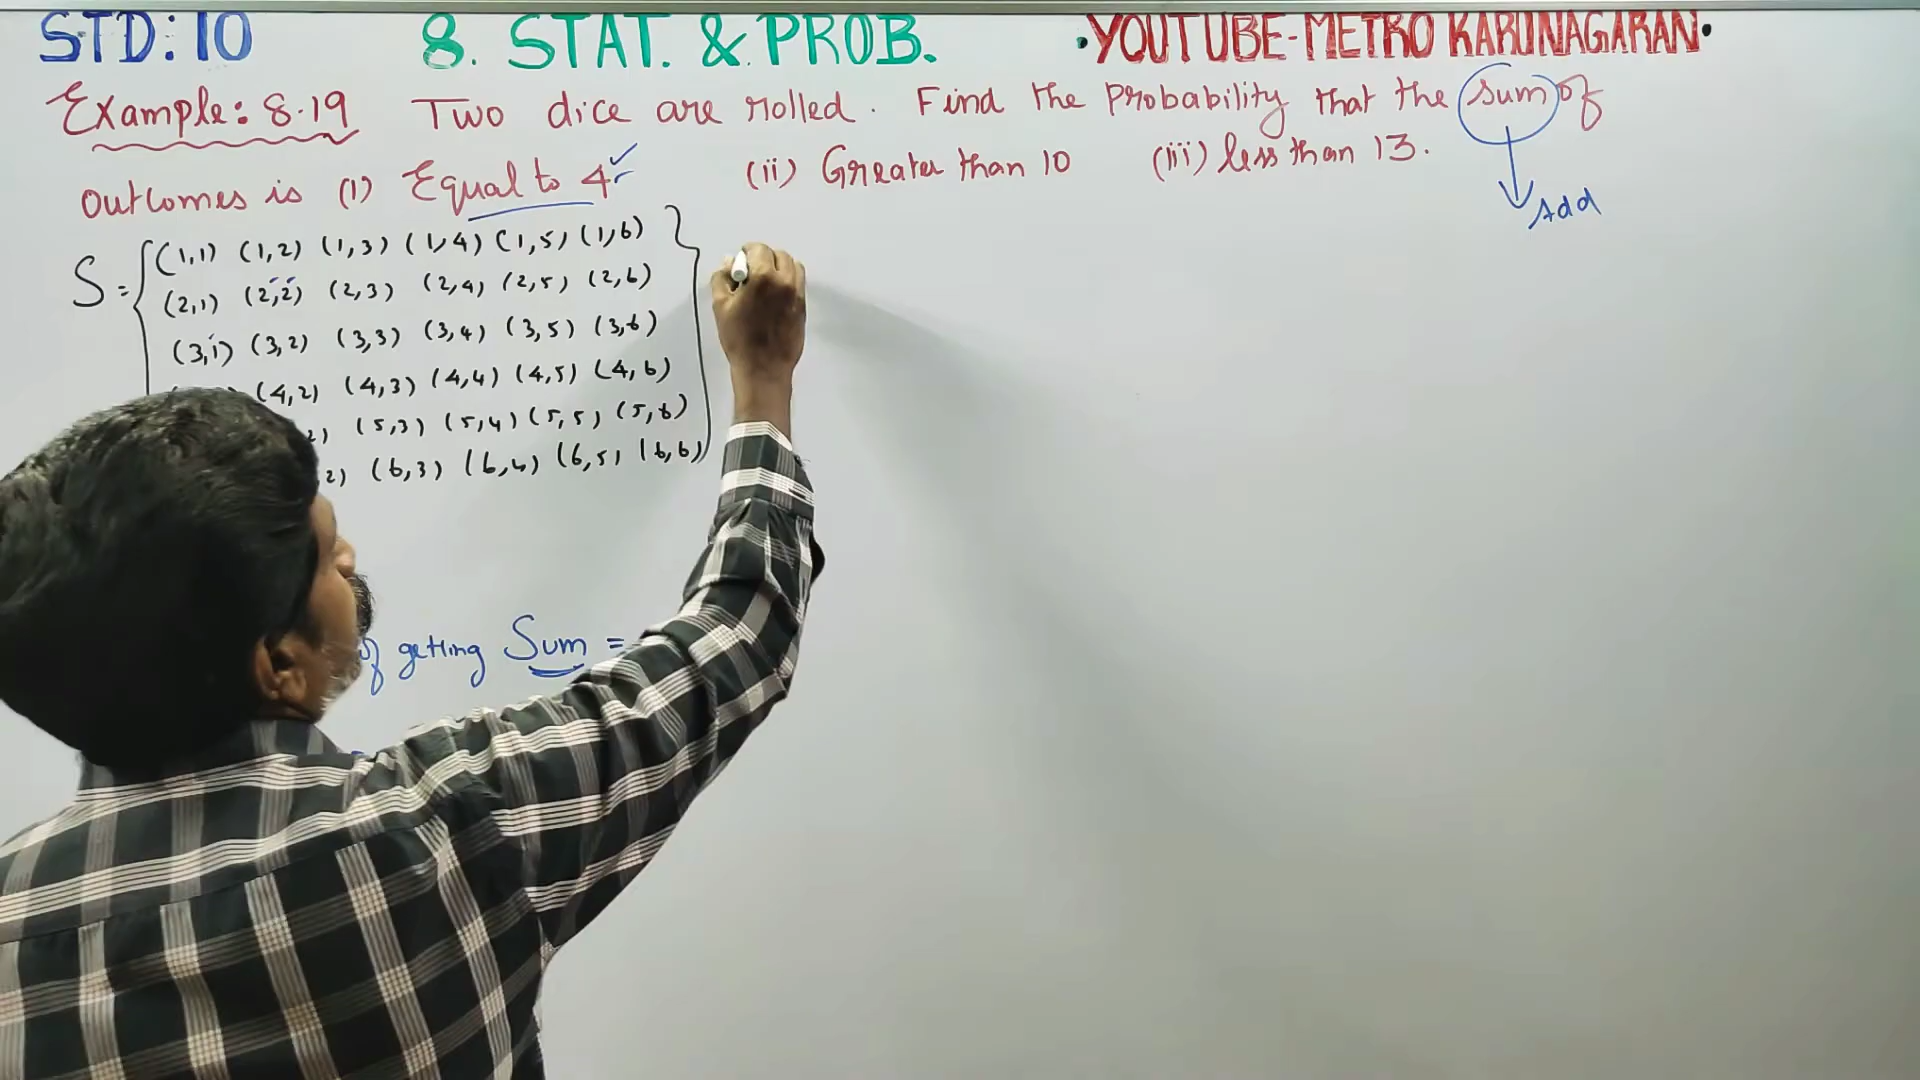 STD: 10 8. STAT. & PROB. •YOUTUBE-METRO KARUNAGARAN•
Example: 8.19 Two dice are rolled. Find the Probability that the sum of
outcomes is (i) Equal to 4 (ii) Greater than 10 (iii) less than 13.
Add
S = { (1,1) (1,2) (1,3) (1,4) (1,5) (1,6) }
(2,1) (2,2) (2,3) (2,4) (2,5) (2,6)
(3,1) (3,2) (3,3) (3,4) (3,5) (3,6)
(4,2) (4,3) (4,4) (4,5) (4,6)
2) (5,3) (5,4) (5,5) (5,6)
2) (6,3) (6,4) (6,5) (6,6)
of getting Sum =